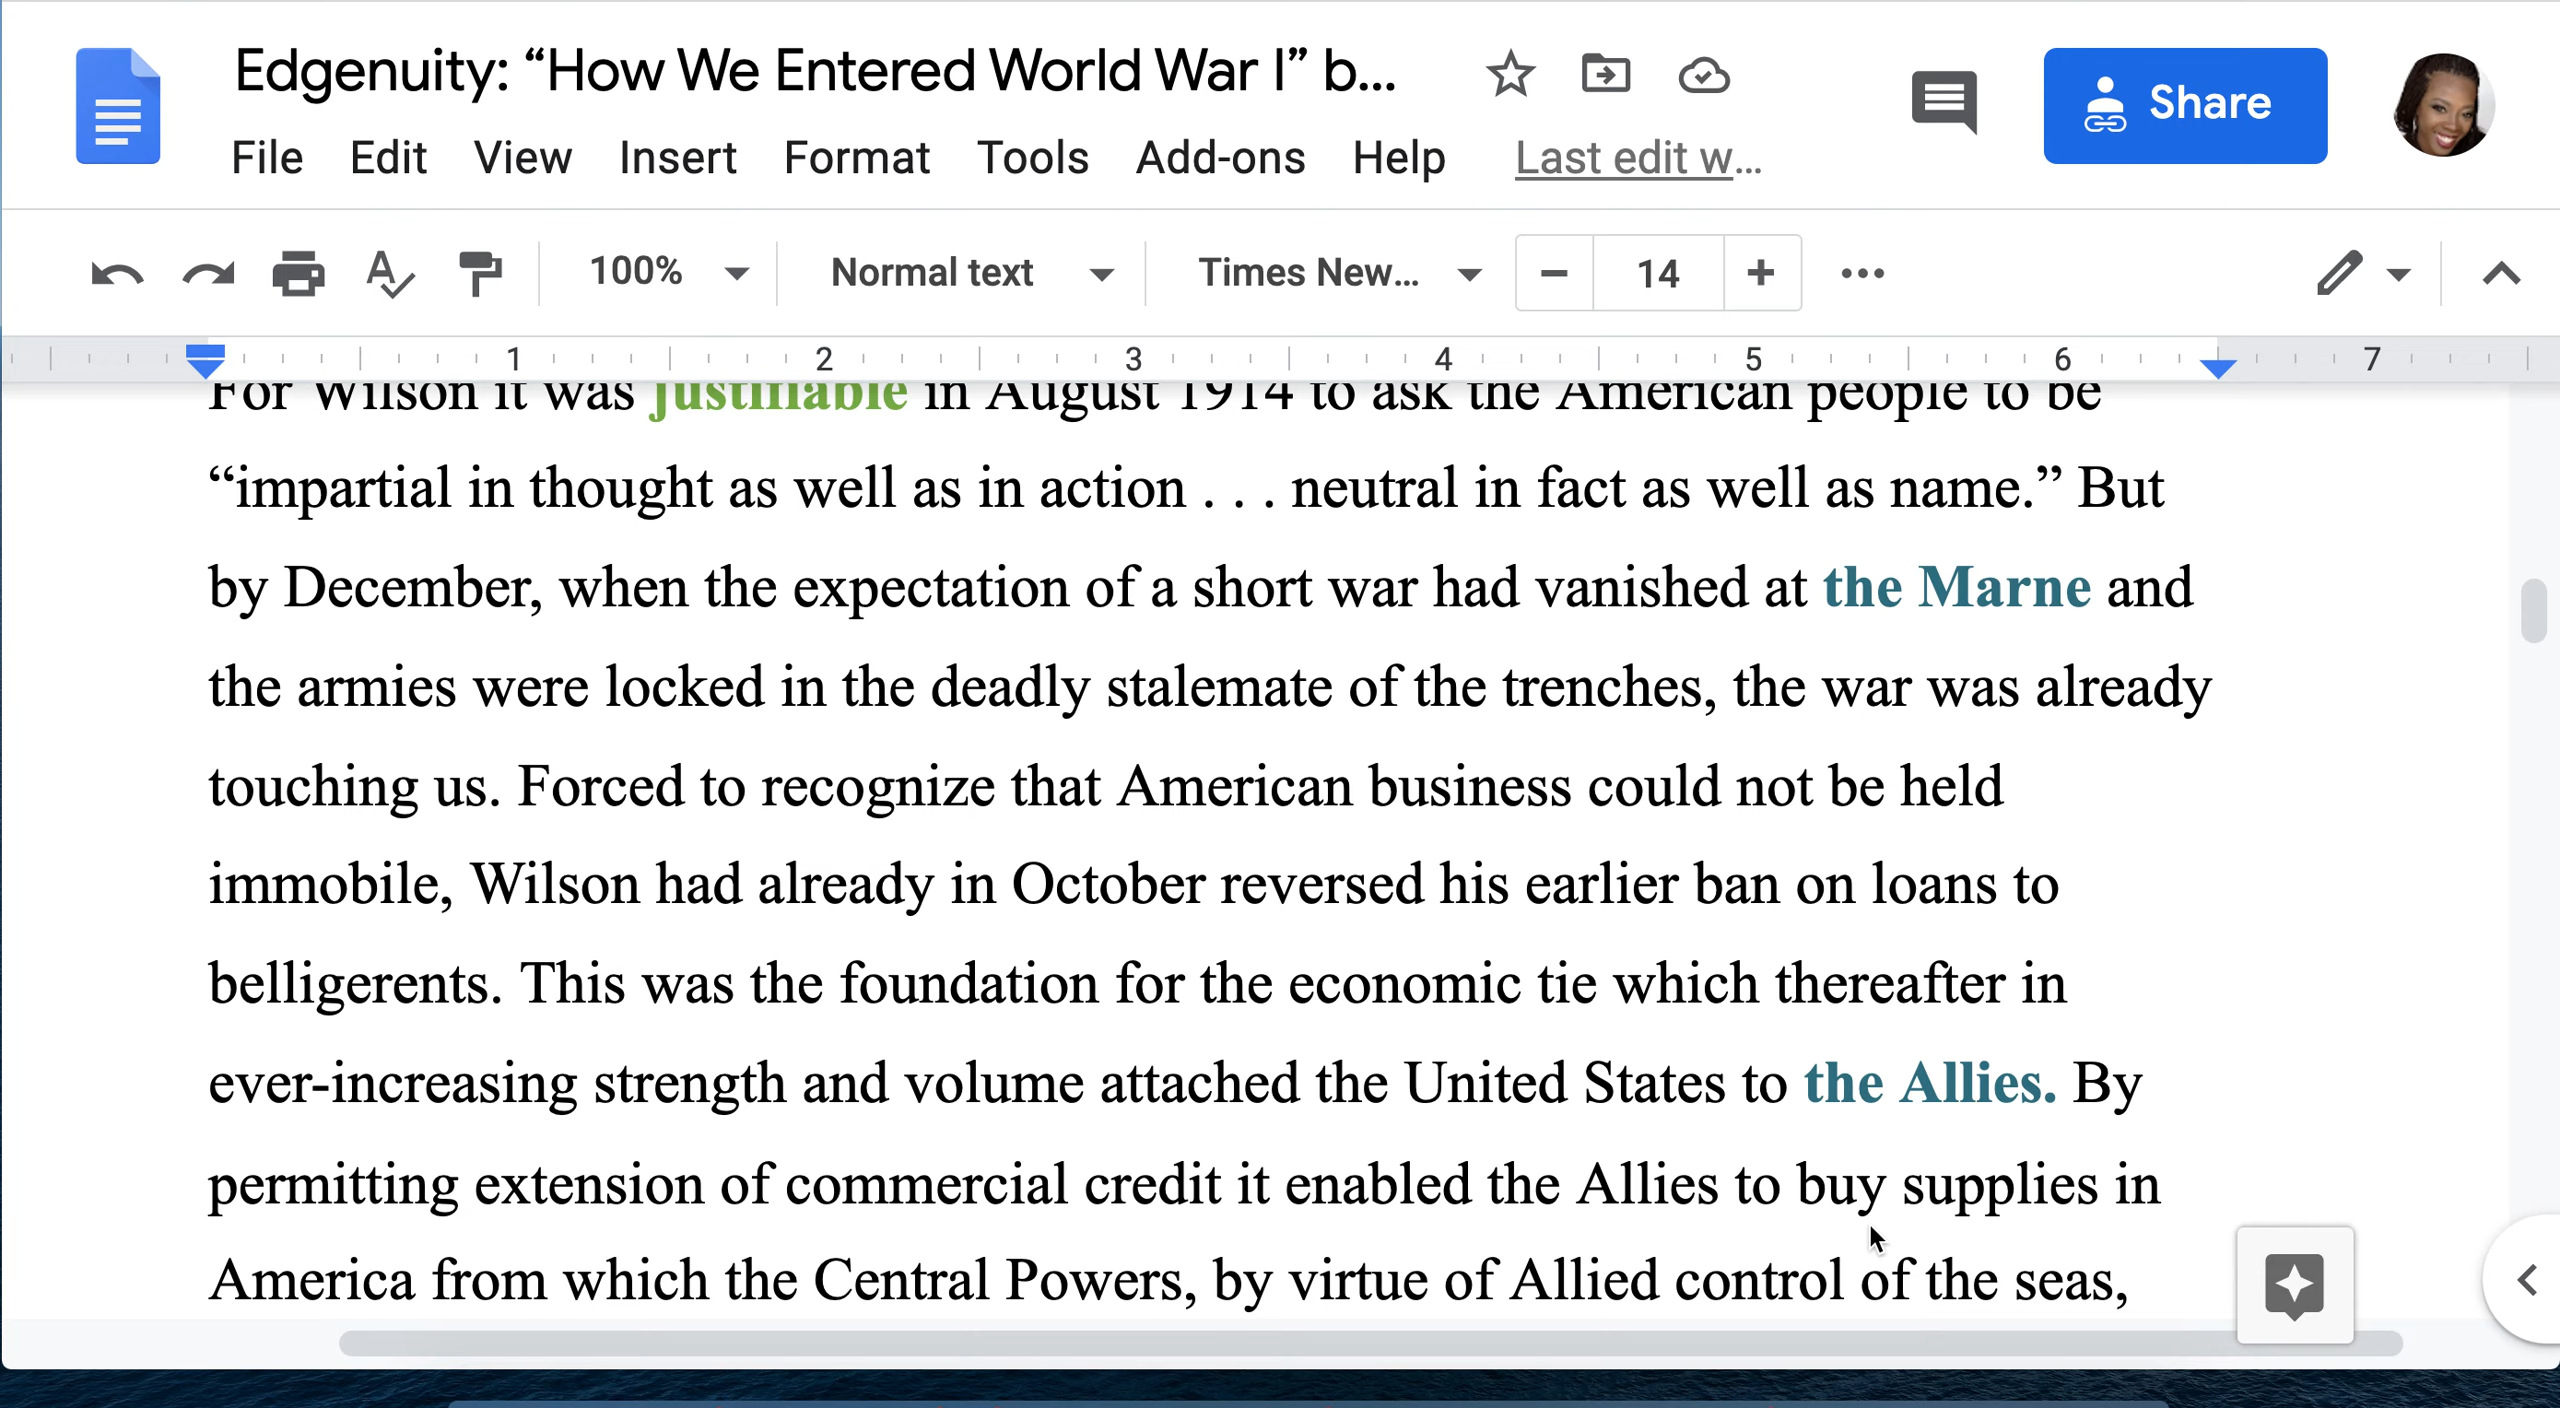 Edgenuity: “How We Entered World War I” b...
Share
File Edit View Insert Format Tools Add-ons Help Last edit w...
100% Normal text Times New... 14
1 2 3 4 5 6 7
For Wilson it was justifiable in August 1914 to ask the American people to be
“impartial in thought as well as in action . . . neutral in fact as well as name.” But
by December, when the expectation of a short war had vanished at the Marne and
the armies were locked in the deadly stalemate of the trenches, the war was already
touching us. Forced to recognize that American business could not be held
immobile, Wilson had already in October reversed his earlier ban on loans to
belligerents. This was the foundation for the economic tie which thereafter in
ever-increasing strength and volume attached the United States to the Allies. By
permitting extension of commercial credit it enabled the Allies to buy supplies in
America from which the Central Powers, by virtue of Allied control of the seas,